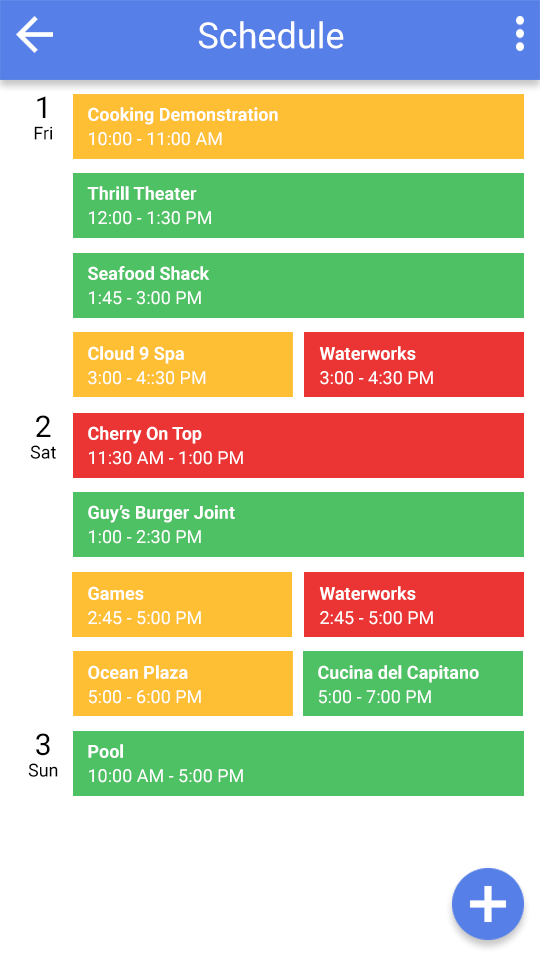 Schedule
1
Fri
Cooking Demonstration
10:00 - 11:00 AM
Thrill Theater
12:00 - 1:30 PM
Seafood Shack
1:45 - 3:00 PM
Cloud 9 Spa
3:00 - 4::30 PM
Waterworks
3:00 - 4:30 PM
2
Sat
Cherry On Top
11:30 AM - 1:00 PM
Guy’s Burger Joint
1:00 - 2:30 PM
Games
2:45 - 5:00 PM
Waterworks
2:45 - 5:00 PM
Ocean Plaza
5:00 - 6:00 PM
Cucina del Capitano
5:00 - 7:00 PM
3
Sun
Pool
10:00 AM - 5:00 PM